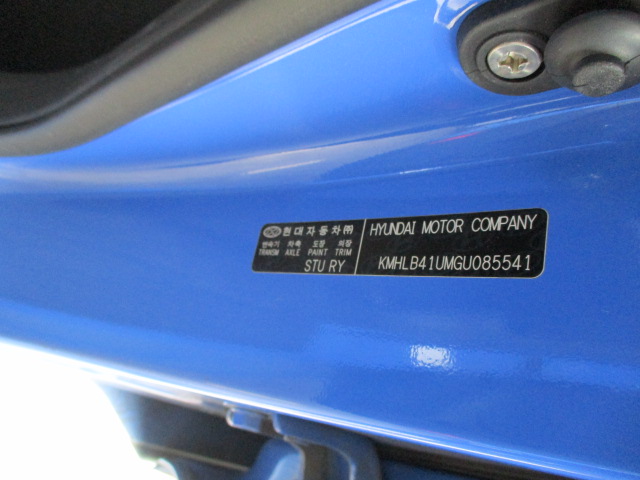 현대자동차㈜
변속기 차축 도장 의장
TRANSM AXLE PAINT TRIM
STU RY
HYUNDAI MOTOR COMPANY
KMHLB41UMGU085541